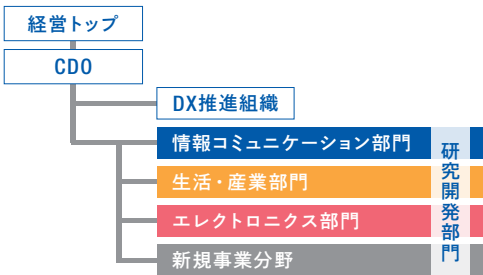 経営トップ
CDO
DX推進組織
情報コミュニケーション部門
生活・産業部門
エレクトロニクス部門
新規事業分野
研究開発部門